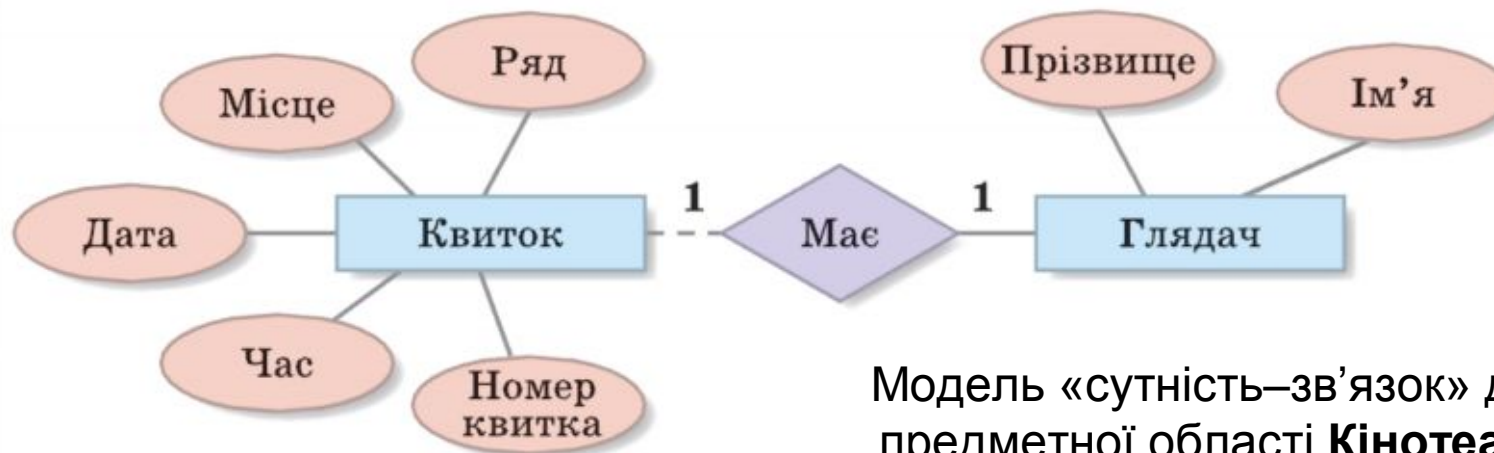 Ряд
Місце
Дата
Час
Номер
квитка
Квиток
1
Має
1
Глядач
Прізвище
Ім’я
Модель «сутність–зв’язок»
предметної області